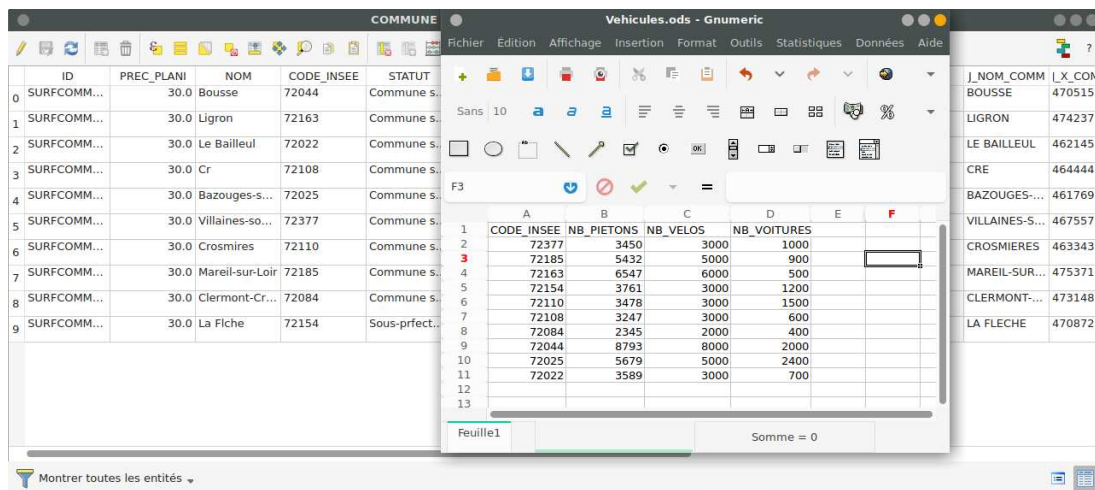 COMMUNE
Vehicules.ods - Gnumeric
Fichier Édition Affichage Insertion Format Outils Statistiques Données Aide
Sans 10 a a a
F3 =
ID PREC_PLANI NOM CODE_INSEE STATUT
0 SURFCOMM... 30.0 Bousse 72044 Commune s...
1 SURFCOMM... 30.0 Ligron 72163 Commune s...
2 SURFCOMM... 30.0 Le Bailleul 72022 Commune s...
3 SURFCOMM... 30.0 Cr 72108 Commune s...
4 SURFCOMM... 30.0 Bazouges-s... 72025 Commune s...
5 SURFCOMM... 30.0 Villaines-so... 72377 Commune s...
6 SURFCOMM... 30.0 Crosmires 72110 Commune s...
7 SURFCOMM... 30.0 Mareil-sur-Loir 72185 Commune s...
8 SURFCOMM... 30.0 Clermont-Cr... 72084 Commune s...
9 SURFCOMM... 30.0 La Flche 72154 Sous-prfect...
A B C D E F
1 CODE_INSEE NB_PIETONS NB_VELOS NB_VOITURES
2 72377 3450 3000 1000
3 72185 5432 5000 900
4 72163 6547 6000 500
5 72154 3761 3000 1200
6 72110 3478 3000 1500
7 72108 3247 3000 600
8 72084 2345 2000 400
9 72044 8793 8000 2000
10 72025 5679 5000 2400
11 72022 3589 3000 700
12
13
Feuille1 Somme = 0
?
J_NOM_COMM J_X_COM
BOUSSE 470515
LIGRON 474237
LE BAILLEUL 462145
CRE 464444
BAZOUGES-... 461769
VILLAINES-S... 467557
CROSMIERES 463343
MAREIL-SUR... 475371
CLERMONT-... 473148
LA FLECHE 470872
Montrer toutes les entités